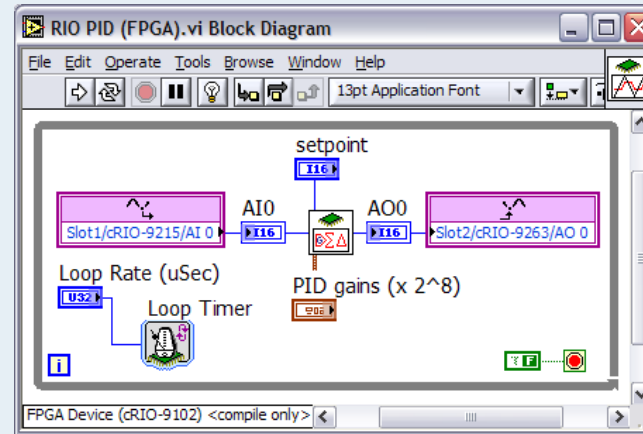 RIO PID (FPGA).vi Block Diagram
File Edit Operate Tools Browse Window Help
13pt Application Font
setpoint
I16
AI0
AO0
Slot1/cRIO-9215/AI 0
I16
I16
Slot2/cRIO-9263/AO 0
Loop Rate (uSec)
U32
PID gains (x 2^8)
Loop Timer
i
F
FPGA Device (cRIO-9102) <compile only>